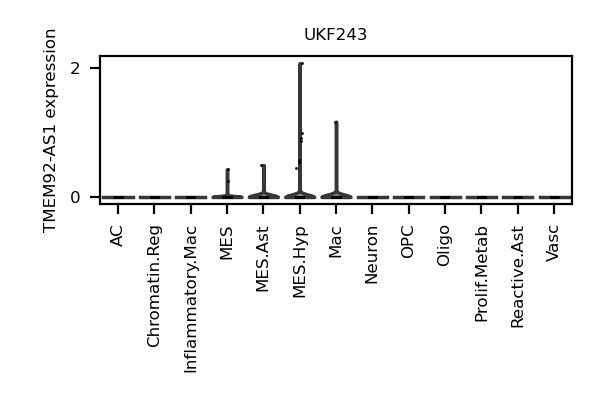 UKF243
TMEM92-AS1 expression
2
0
AC
Chromatin.Reg
Inflammatory.Mac
MES
MES.Ast
MES.Hyp
Mac
Neuron
OPC
Oligo
Prolif.Metab
Reactive.Ast
Vasc